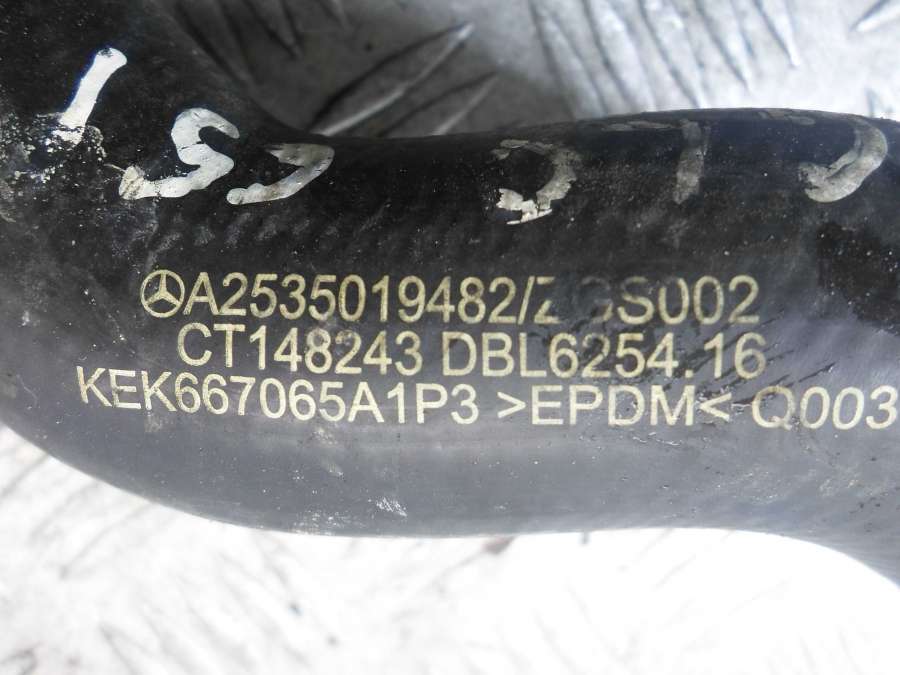 A2535019482/ZGS002
CT148243 DBL6254.16
KEK667065A1P3 >EPDM< Q003